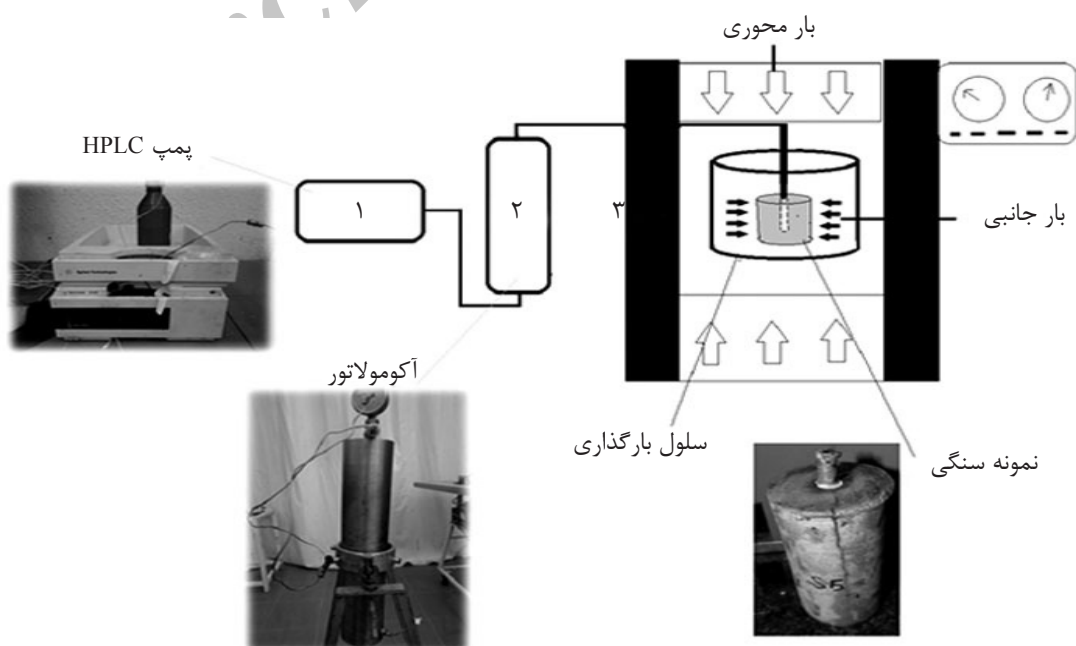 بار محوری
پمپ HPLC
۱
۲
۳
بار جانبی
آکومولاتور
سلول بارگذاری
نمونه سنگی
S5